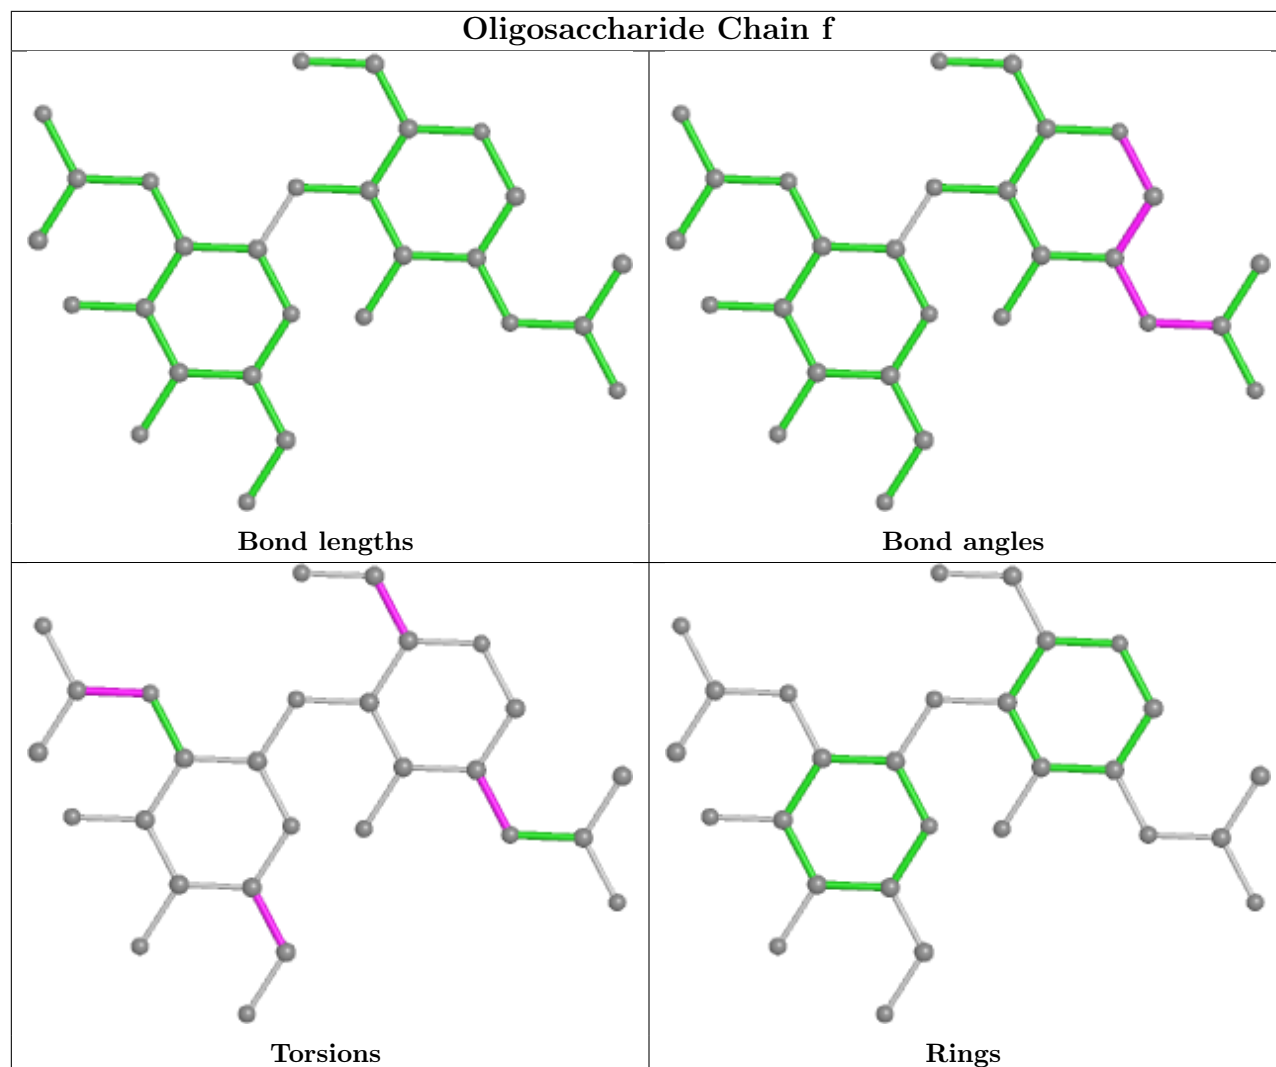 Oligosaccharide Chain f
Bond lengths
Bond angles
Torsions
Rings